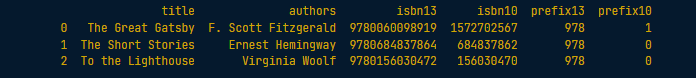 title authors isbn13 isbn10 prefix13 prefix10
0 The Great Gatsby F. Scott Fitzgerald 9780060098919 1572702567 978 1
1 The Short Stories Ernest Hemingway 9780684837864 684837862 978 0
2 To the Lighthouse Virginia Woolf 9780156030472 156030470 978 0